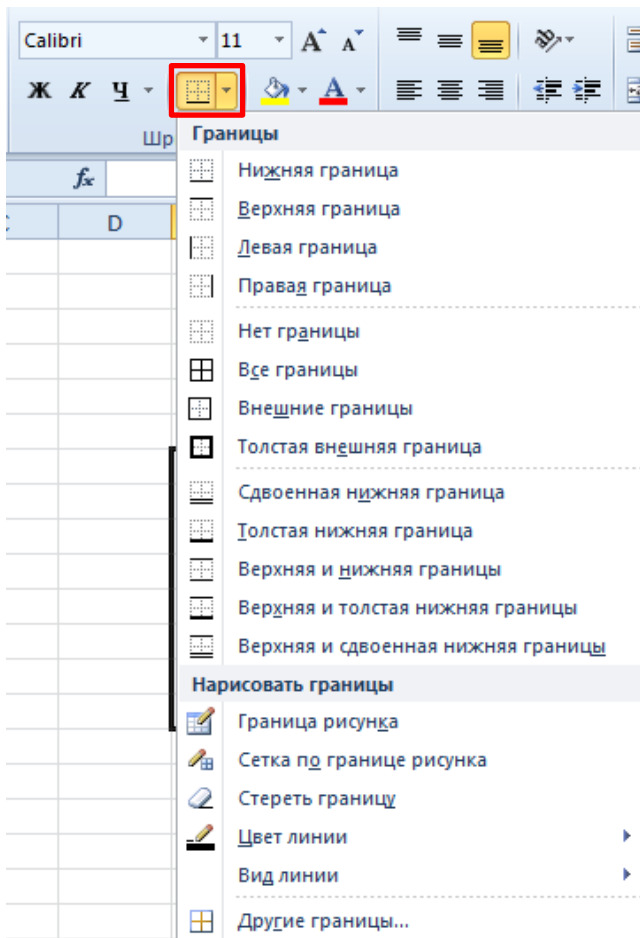 Calibri 11 A A
Ж К Ч A
Шр
fx
D
Границы
Нижняя граница
Верхняя граница
Левая граница
Правая граница
Нет границы
Все границы
Внешние границы
Толстая внешняя граница
Сдвоенная нижняя граница
Толстая нижняя граница
Верхняя и нижняя границы
Верхняя и толстая нижняя границы
Верхняя и сдвоенная нижняя границы
Нарисовать границы
Граница рисунка
Сетка по границе рисунка
Стереть границу
Цвет линии
Вид линии
Другие границы...